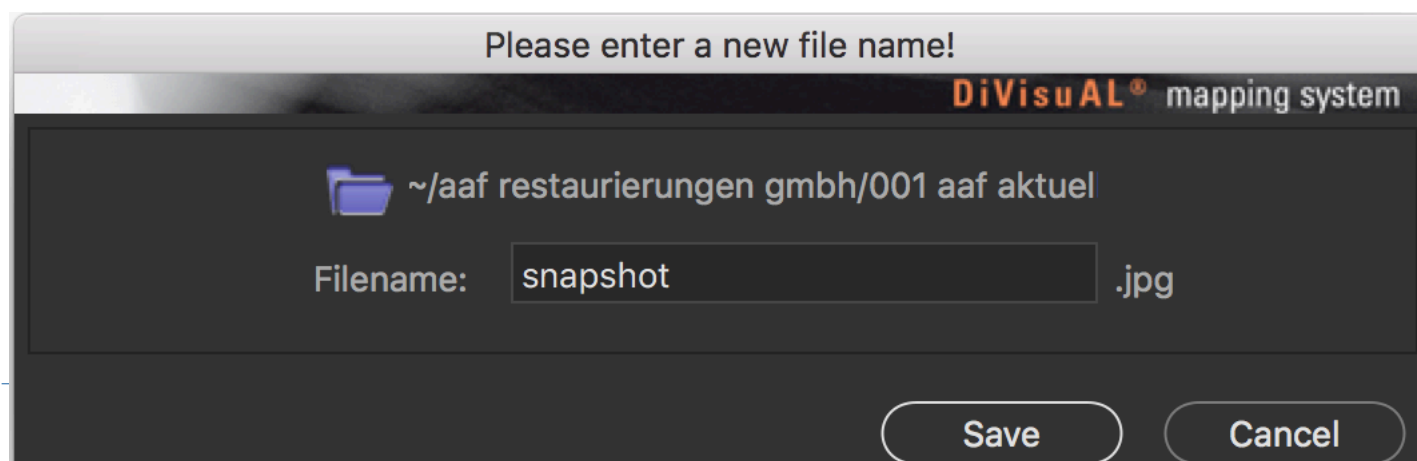 Please enter a new file name!
DiVisuAL® mapping system
~/aaf restaurierungen gmbh/001 aaf aktuel
Filename: snapshot .jpg
Save Cancel